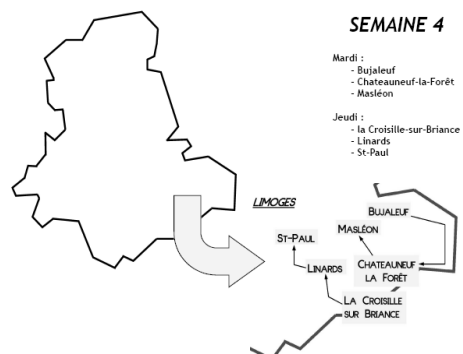 SEMAINE 4
Mardi :
- Bujaleuf
- Chateauneuf-la-Forêt
- Masléon
Jeudi :
- la Croisille-sur-Briance
- Linards
- St-Paul
LIMOGES
BUJALEUF
MASLÉON
ST-PAUL
LINARDS
CHATEAUNEUF
LA FORÊT
LA CROISILLE
SUR BRIANCE